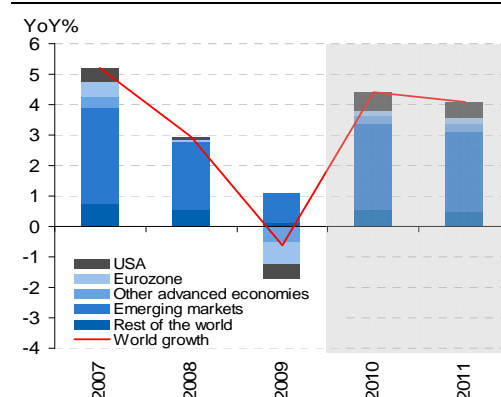 YoY%
6
5
4
3
2
1
0
-1
-2
-3
-4
USA
Eurozone
Other advanced economies
Emerging markets
Rest of the world
World growth
2007
2008
2009
2010
2011